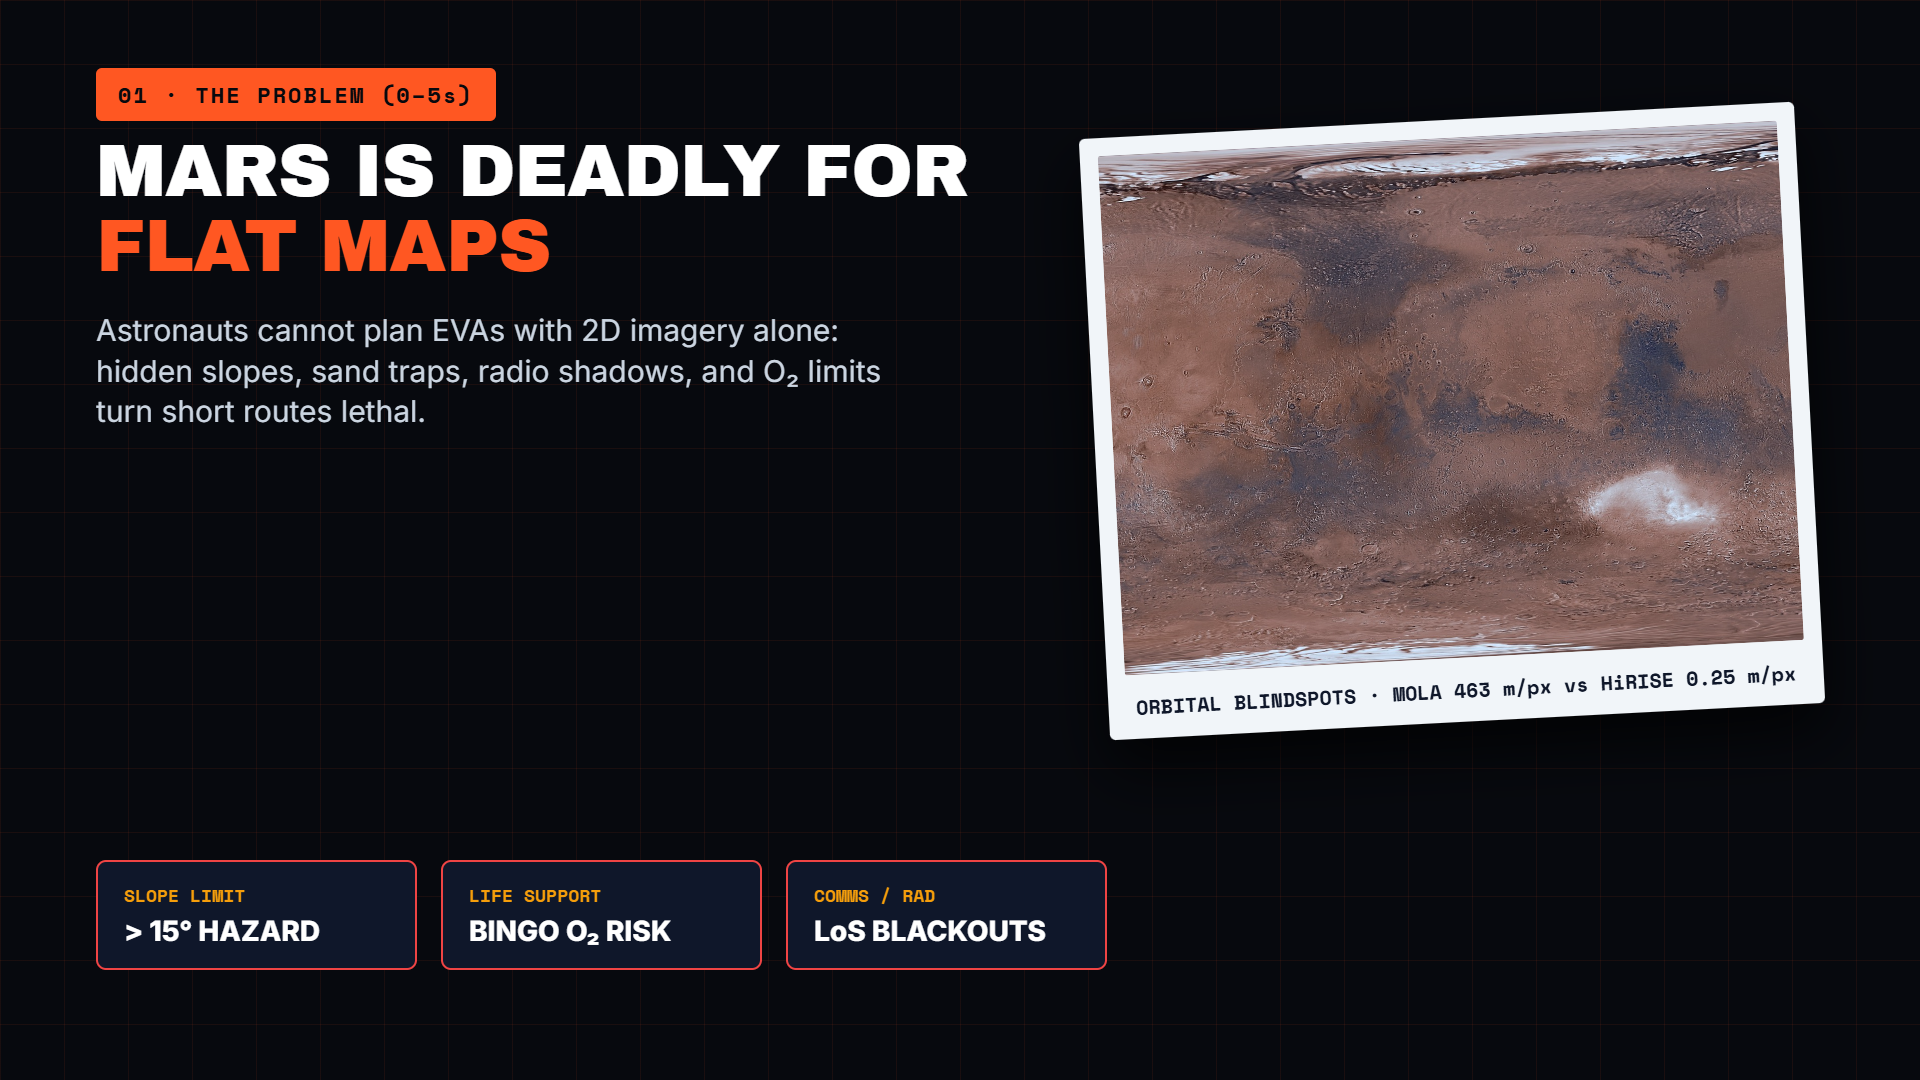 01 · THE PROBLEM (0–5s)
MARS IS DEADLY FOR
FLAT MAPS
Astronauts cannot plan EVAs with 2D imagery alone:
hidden slopes, sand traps, radio shadows, and O₂ limits
turn short routes lethal.
ORBITAL BLINDSPOTS · MOLA 463 m/px vs HiRISE 0.25 m/px
SLOPE LIMIT
> 15° HAZARD
LIFE SUPPORT
BINGO O₂ RISK
COMMS / RAD
LoS BLACKOUTS